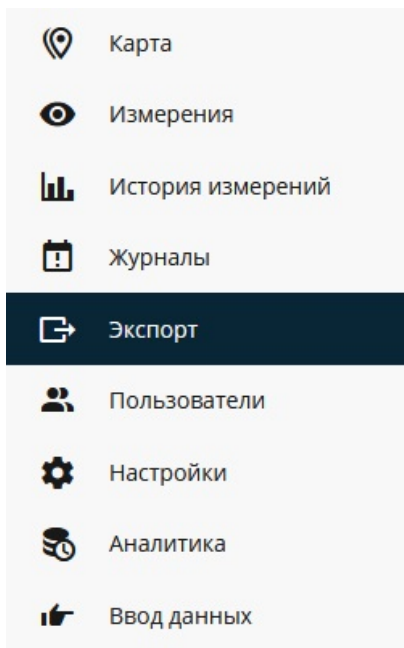 Карта
Измерения
История измерений
Журналы
Экспорт
Пользователи
Настройки
Аналитика
Ввод данных